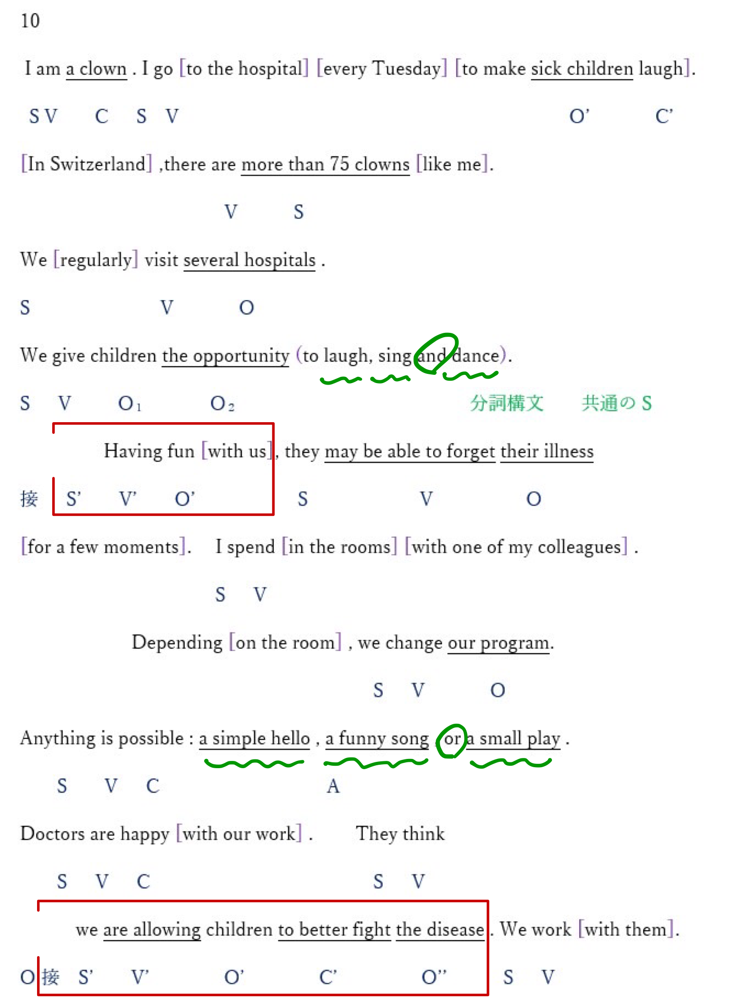 10
I am a clown . I go [to the hospital] [every Tuesday] [to make sick children laugh].
S V C S V O’ C’
[In Switzerland] ,there are more than 75 clowns [like me].
V S
We [regularly] visit several hospitals .
S V O
We give children the opportunity (to laugh, sing and dance).
S V O₁ O₂ 分詞構文 共通の S
Having fun [with us], they may be able to forget their illness
接 S’ V’ O’ S V O
[for a few moments]. I spend [in the rooms] [with one of my colleagues] .
S V
Depending [on the room] , we change our program.
S V O
Anything is possible : a simple hello , a funny song , or a small play .
S V C A
Doctors are happy [with our work] . They think
S V C S V
we are allowing children to better fight the disease . We work [with them].
O 接 S’ V’ O’ C’ O’’ S V